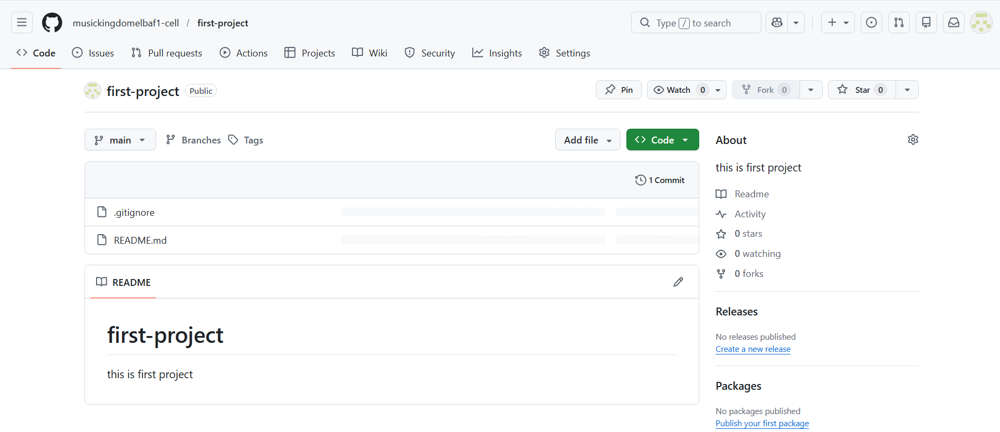 musickingdomelbaf1-cell / first-project
Type / to search
Code Issues Pull requests Actions Projects Wiki Security Insights Settings
first-project Public
Pin Watch 0 Fork 0 Star 0
main Branches Tags Add file Code
1 Commit
.gitignore
README.md
README
first-project
this is first project
About
this is first project
Readme
Activity
0 stars
0 watching
0 forks
Releases
No releases published
Create a new release
Packages
No packages published
Publish your first package